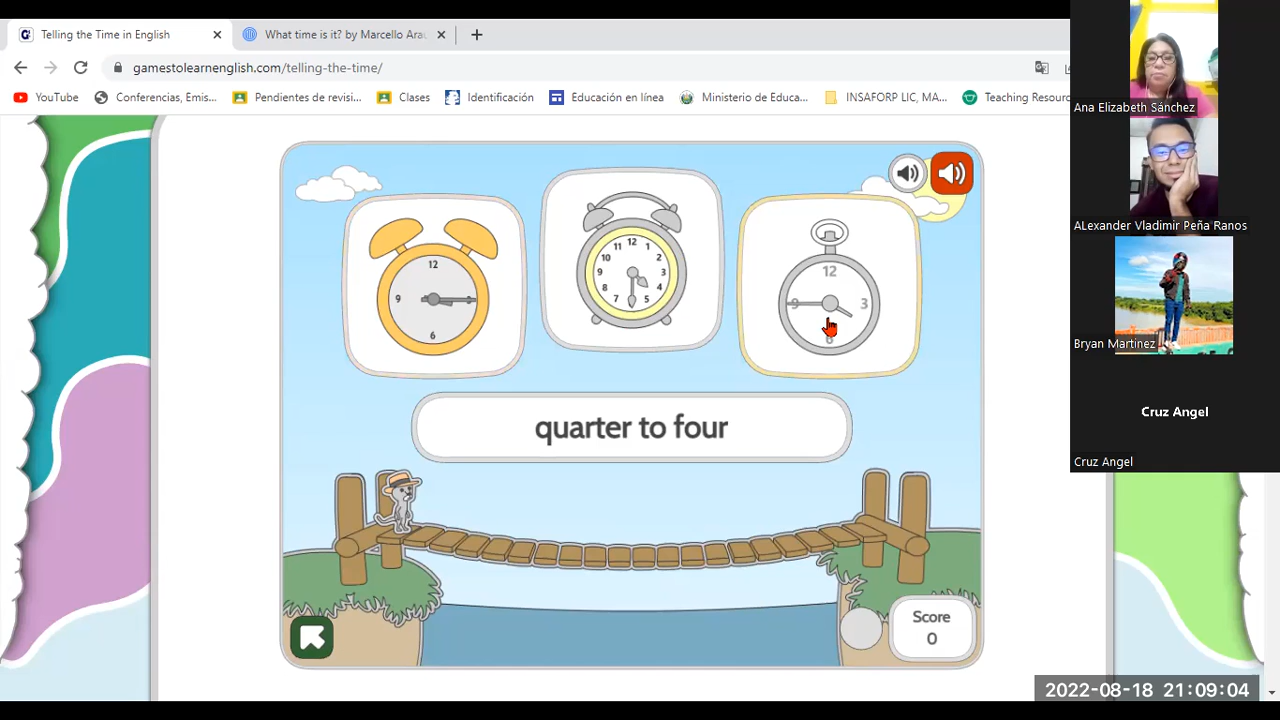 Telling the Time in English
What time is it? by Marcello Arau
gamestolearnenglish.com/telling-the-time/
YouTube
Conferencias, Emis...
Pendientes de revisi...
Clases
Identificación
Educación en línea
Ministerio de Educa...
INSAFORP LIC, MA...
Teaching Resour
12
9
6
12
1
2
3
4
5
7
8
9
10
11
12
3
9
6
quarter to four
Score
0
Ana Elizabeth Sánchez
ALexander Vladimir Peña Ranos
Bryan Martinez
Cruz Angel
Cruz Angel
2022-08-18 21:09:04